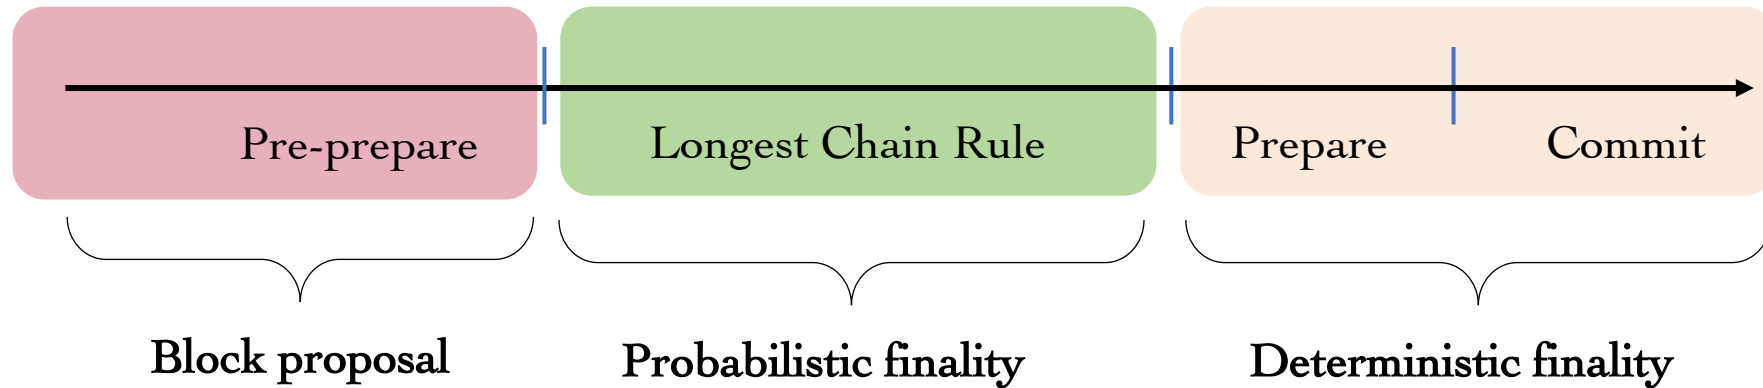 Pre-prepare
Longest Chain Rule
Prepare
Commit
Block proposal
Probabilistic finality
Deterministic finality